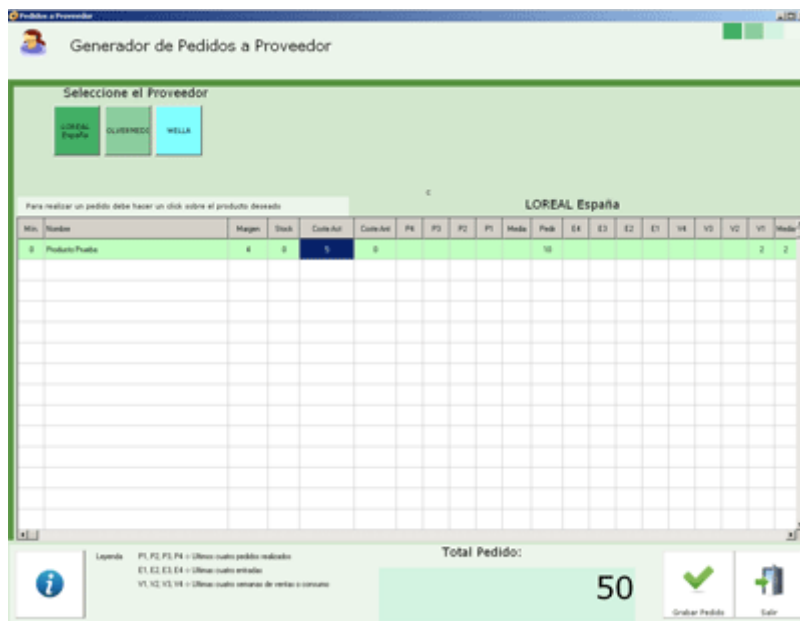 Pedidos a Proveedor
Generador de Pedidos a Proveedor
Seleccione el Proveedor
LOREAL España
OLVERMEDO
WELLA
c
Para realizar un pedido debe hacer un click sobre el producto deseado
LOREAL España
Min. Nombre Margen Stock Coste Act Coste Ant P4 P3 P2 P1 Media Pedir E4 E3 E2 E1 V4 V3 V2 V1 Media
0 Producto Prueba 4 0 5 0 10 2 2
Leyenda P1, P2, P3, P4 -> Ultimos cuatro pedidos realizados
E1, E2, E3, E4 -> Ultimas cuatro entradas
V1, V2, V3, V4 -> Ultimas cuatro semanas de ventas o consumo
Total Pedido:
50
Grabar Pedido
Salir